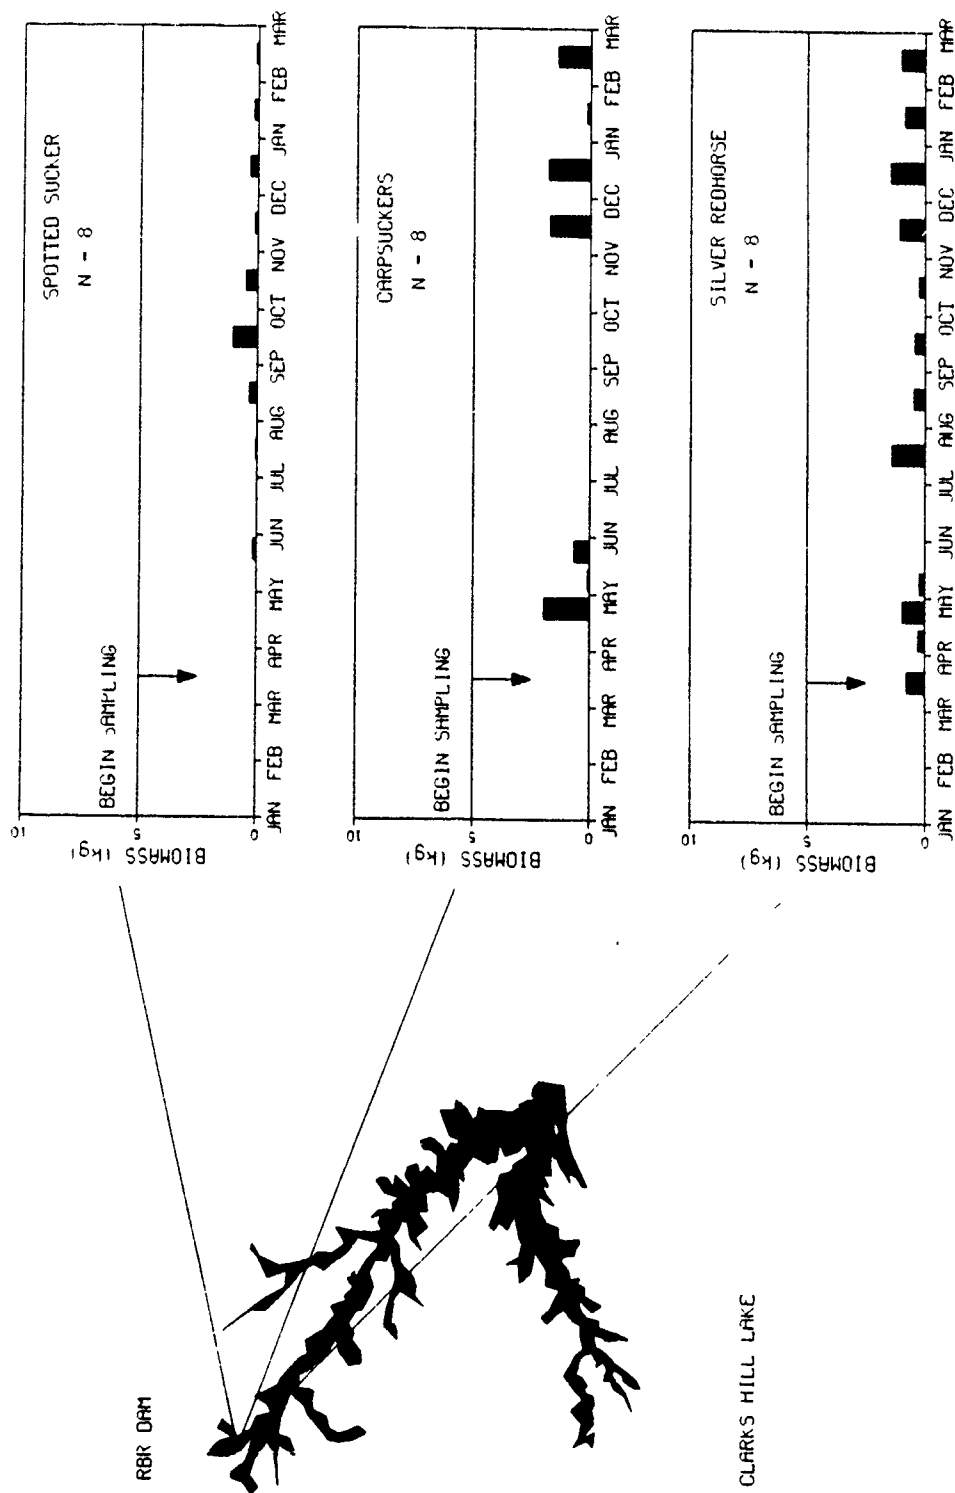 SPOTTED SUCKER
N - 8
BEGIN SAMPLING
BIOMASS (kg)
10
5
0
JAN FEB MAR APR MAY JUN JUL AUG SEP OCT NOV DEC JAN FEB MAR
CARPSUCKERS
N - 8
BEGIN SAMPLING
BIOMASS (kg)
10
5
0
JAN FEB MAR APR MAY JUN JUL AUG SEP OCT NOV DEC JAN FEB MAR
SILVER REDHORSE
N - 8
BEGIN SAMPLING
BIOMASS (kg)
10
5
0
JAN FEB MAR APR MAY JUN JUL AUG SEP OCT NOV DEC JAN FEB MAR
RBR DAM
CLARKS HILL LAKE